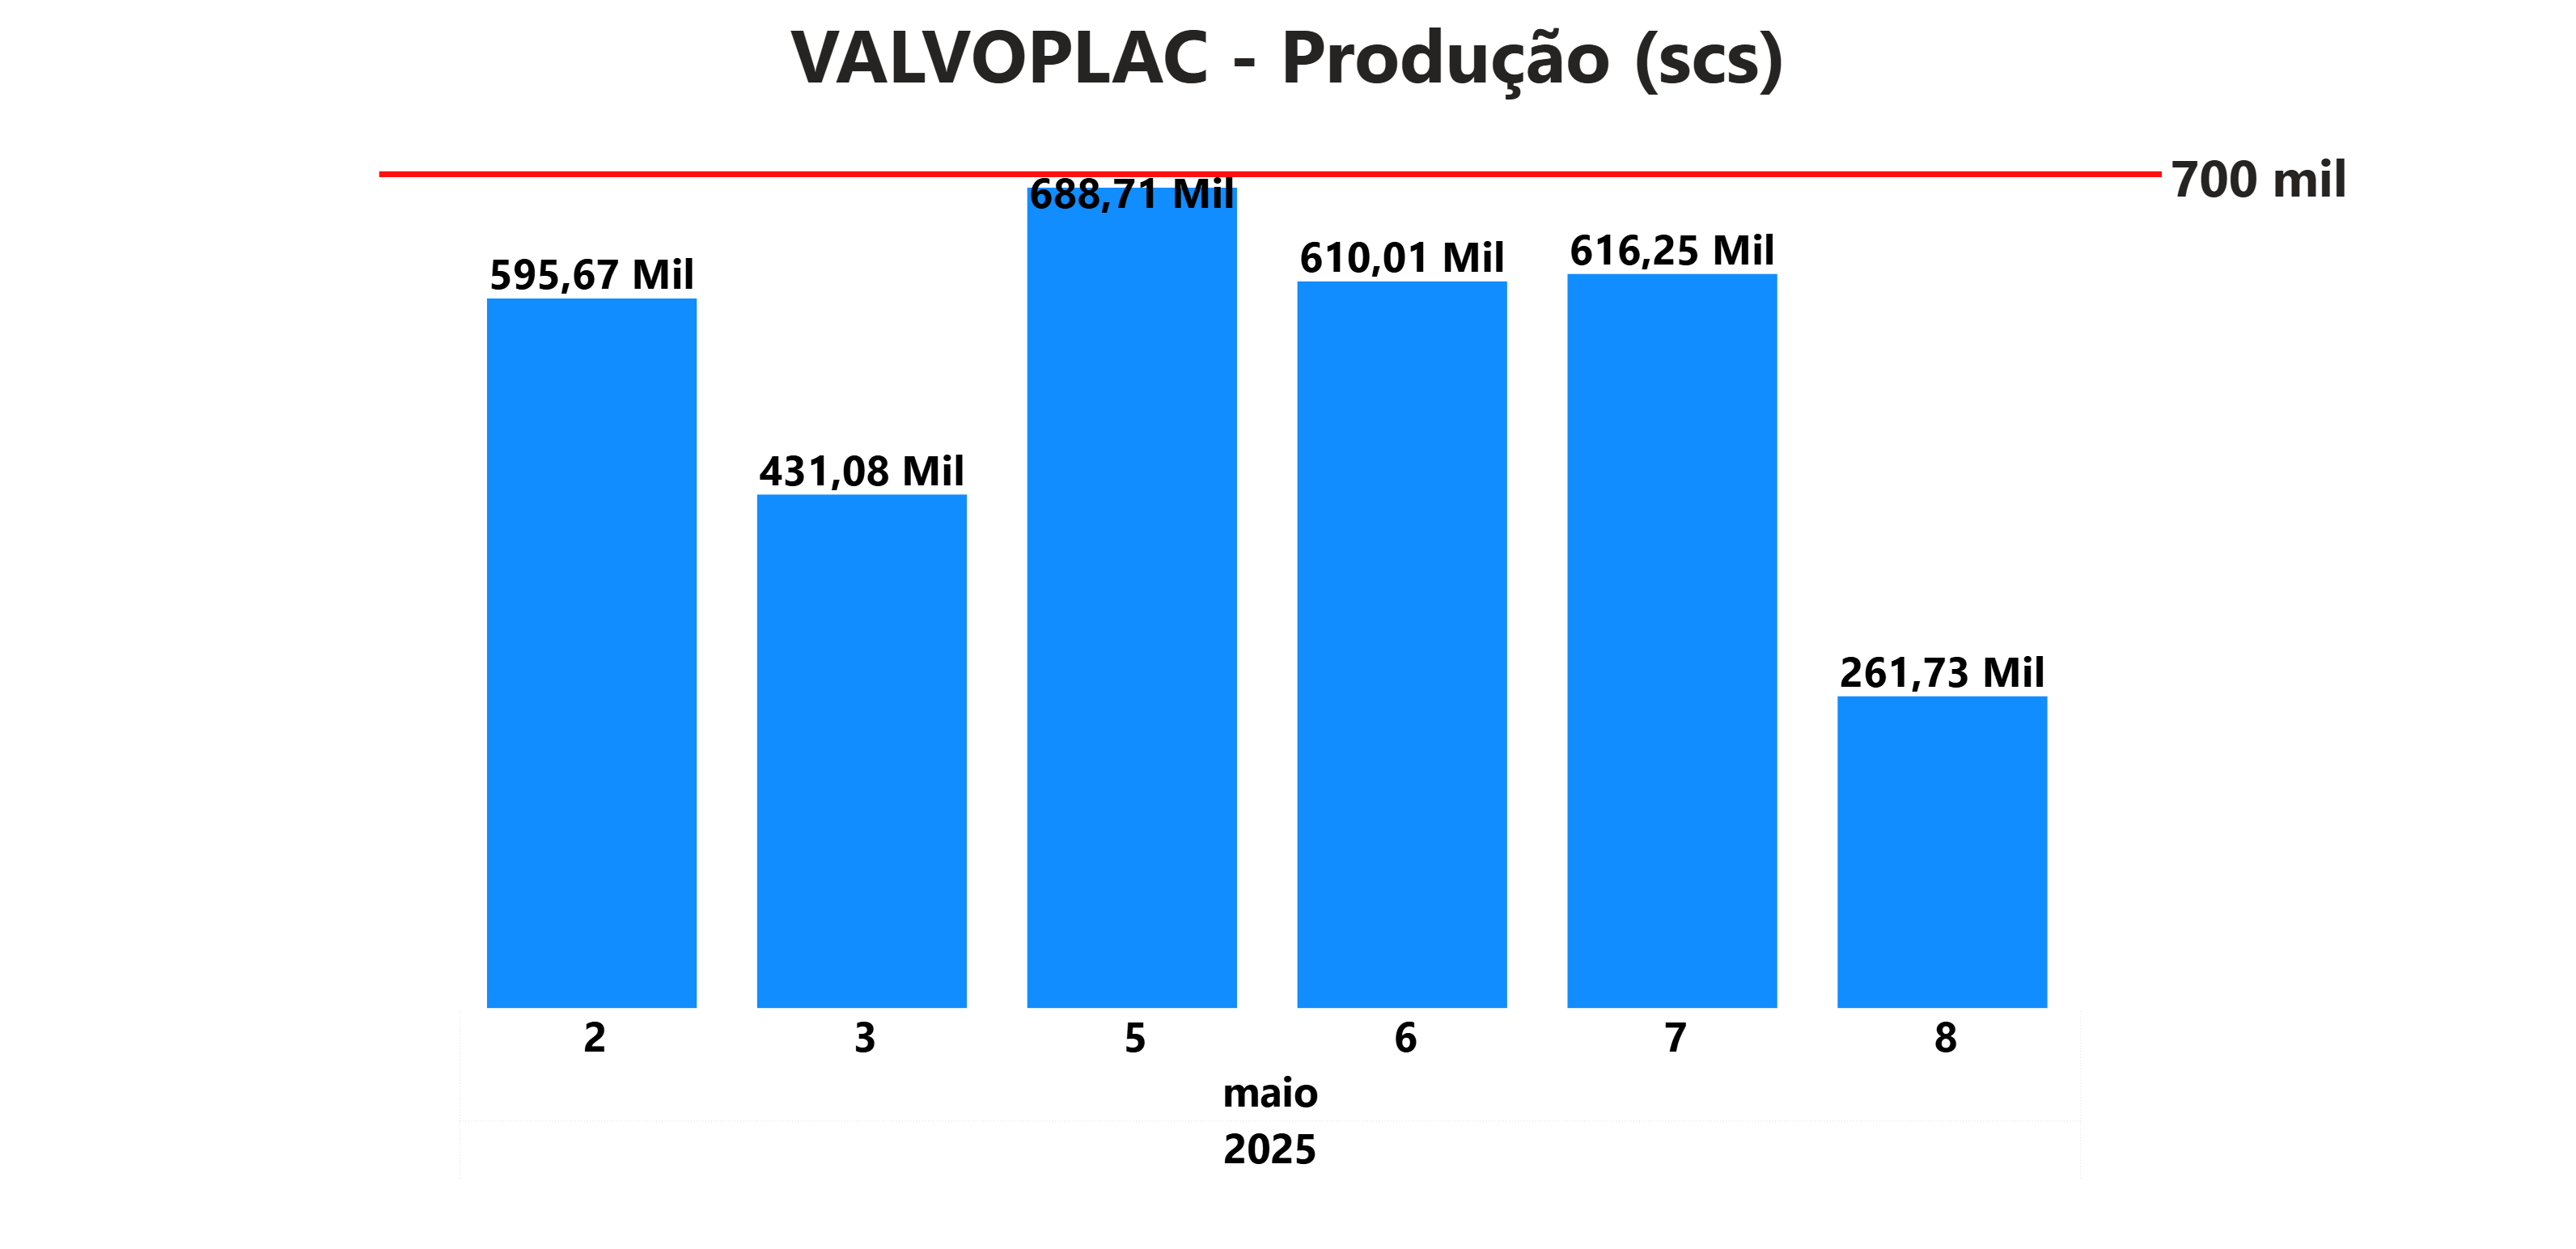 VALVOPLAC - Produção (scs)
700 mil
688,71 Mil
616,25 Mil
610,01 Mil
595,67 Mil
431,08 Mil
261,73 Mil
2 3 5 6 7 8
maio
2025